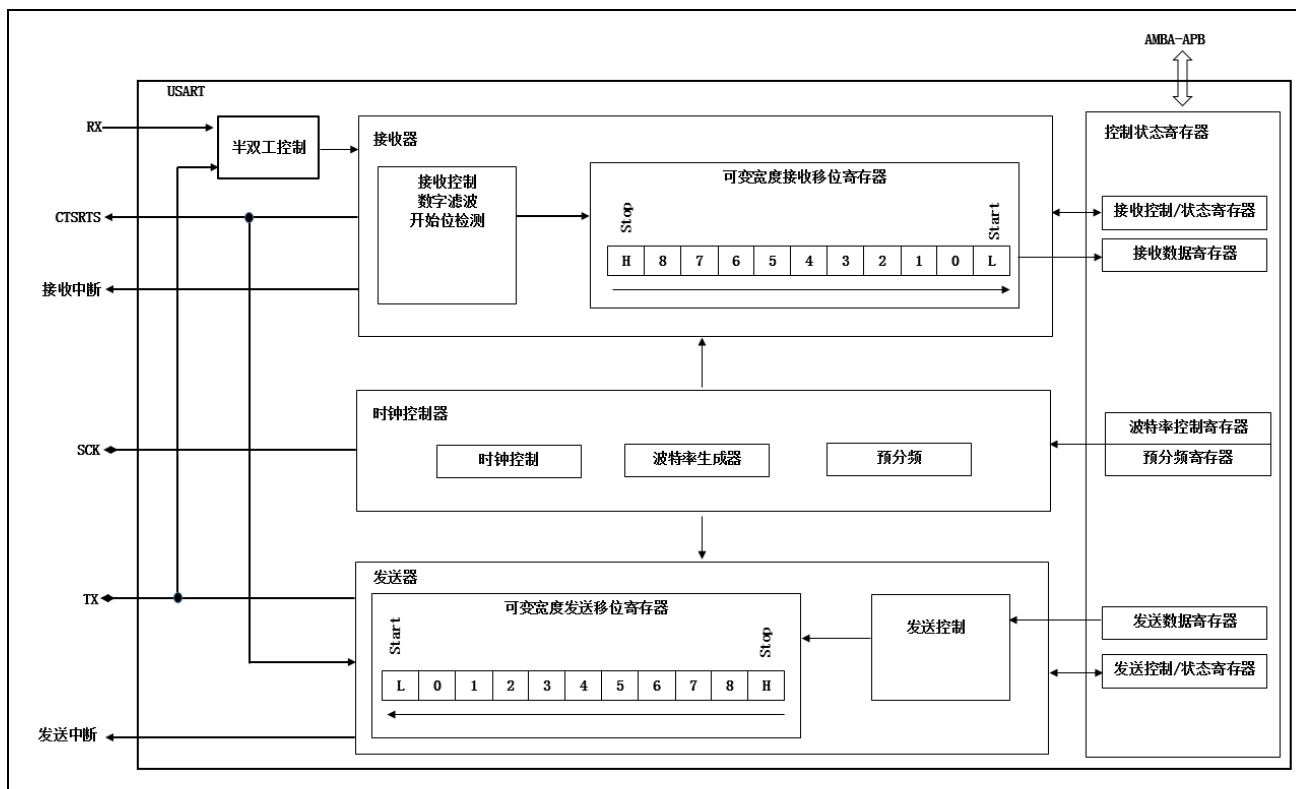 AMBA-APB
USART
RX
半双工控制
CTSRTS
接收中断
接收器
接收控制
数字滤波
开始位检测
可变宽度接收移位寄存器
Stop
Start
H 8 7 6 5 4 3 2 1 0 L
控制状态寄存器
接收控制/状态寄存器
接收数据寄存器
SCK
时钟控制器
时钟控制
波特率生成器
预分频
波特率控制寄存器
预分频寄存器
TX
发送中断
发送器
可变宽度发送移位寄存器
Start
Stop
L 0 1 2 3 4 5 6 7 8 H
发送控制
发送数据寄存器
发送控制/状态寄存器